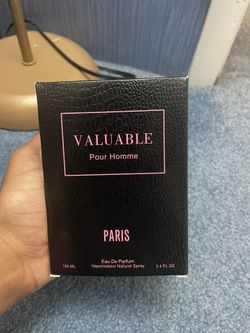 VALUABLE
Pour Homme
PARIS
Eau De Parfum
100 ML Vaporisateur Natural Spray 3.4 FL OZ